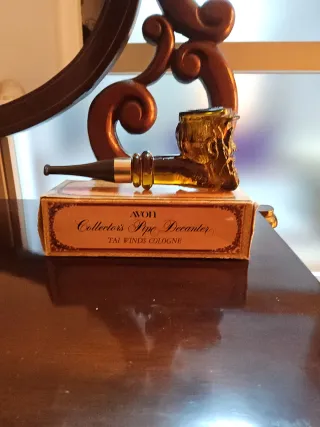 AVON
Collector's Pipe Decanter
TAI WINDS COLOGNE